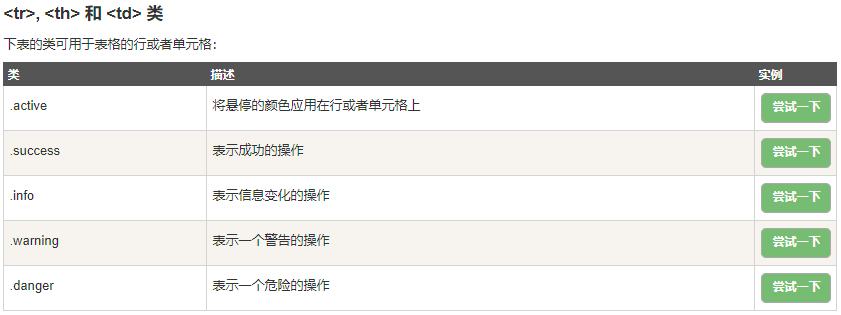 <tr>, <th> 和 <td> 类
下表的类可用于表格的行或者单元格：
类 描述 实例
.active 将悬停的颜色应用在行或者单元格上 尝试一下
.success 表示成功的操作 尝试一下
.info 表示信息变化的操作 尝试一下
.warning 表示一个警告的操作 尝试一下
.danger 表示一个危险的操作 尝试一下